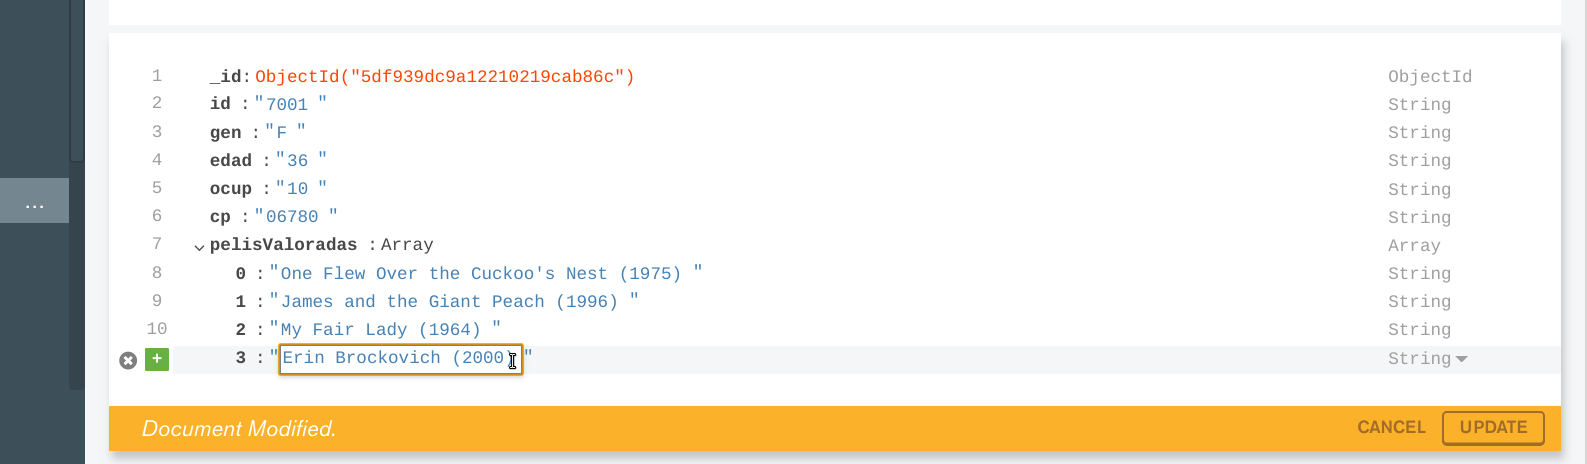 ...
1 _id: ObjectId("5df939dc9a12210219cab86c") ObjectId
2 id :"7001 " String
3 gen :"F " String
4 edad :"36 " String
5 ocup :"10 " String
6 cp :"06780 " String
7 pelisValoradas :Array Array
8 0 :"One Flew Over the Cuckoo's Nest (1975) " String
9 1 :"James and the Giant Peach (1996) " String
10 2 :"My Fair Lady (1964) " String
+ 3 :"Erin Brockovich (2000) " String
Document Modified. CANCEL UPDATE